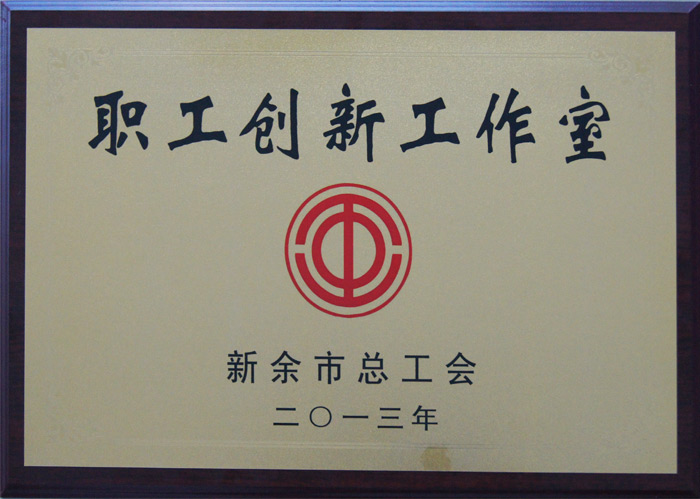 职工创新工作室
新余市总工会
二〇一三年